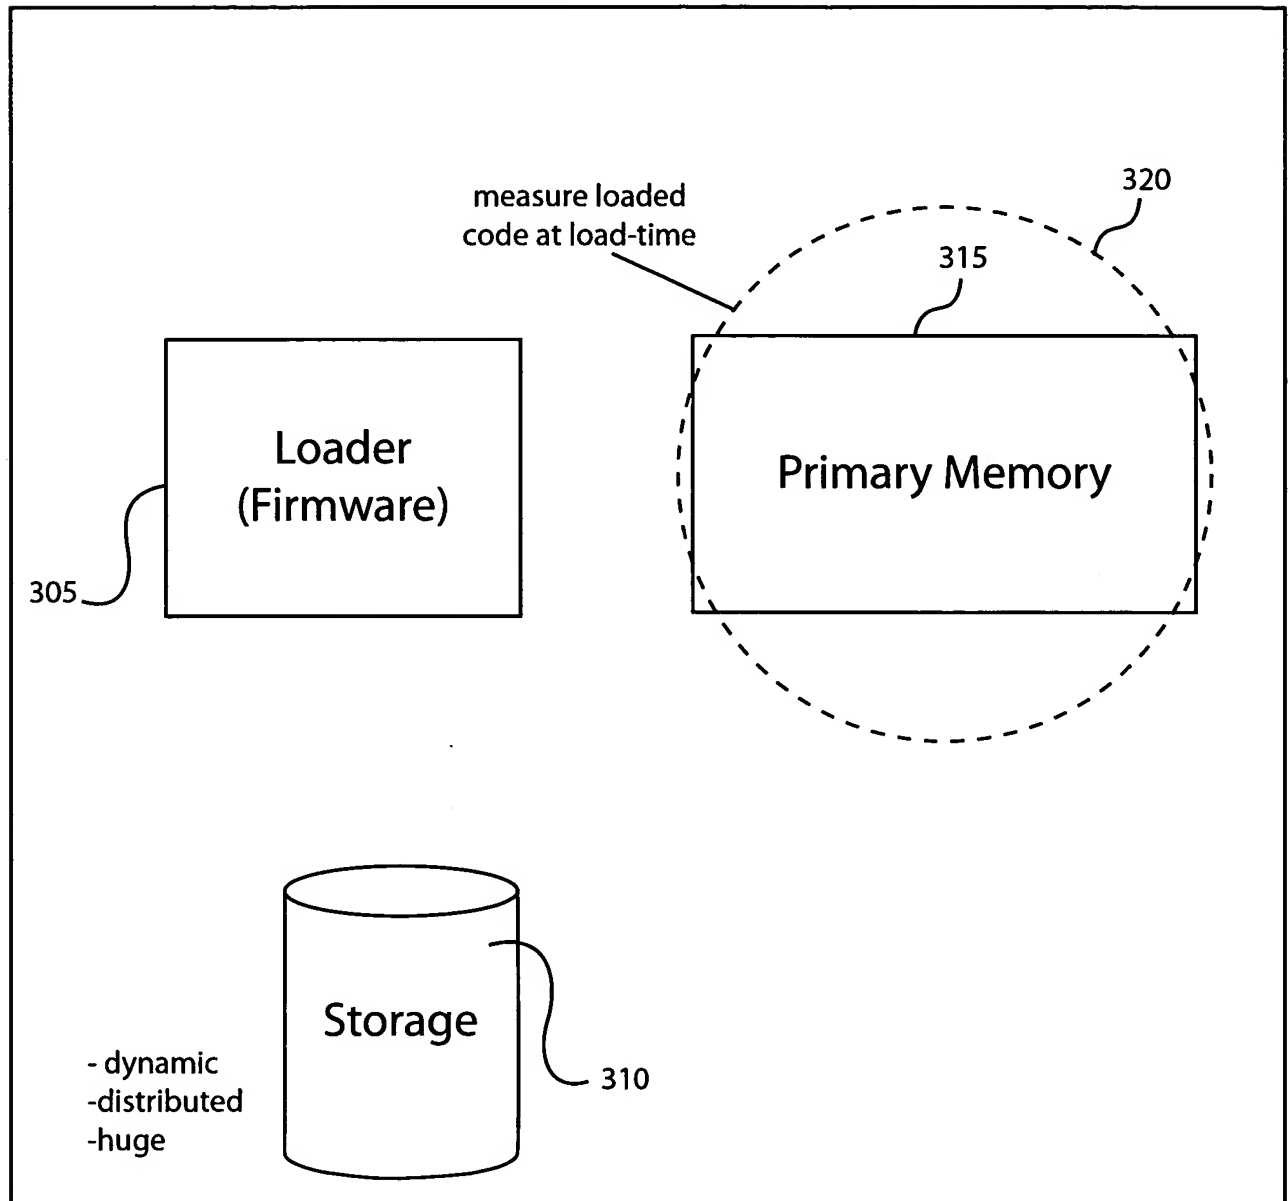 measure loaded
code at load-time
320
315
Loader
(Firmware)
Primary Memory
305
Storage
- dynamic
-distributed
-huge
310